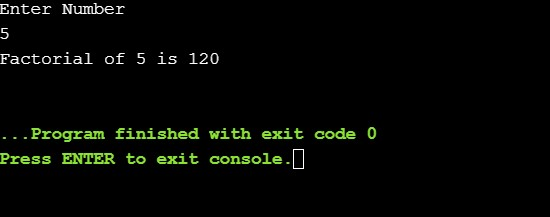 Enter Number
5
Factorial of 5 is 120
...Program finished with exit code 0
Press ENTER to exit console.